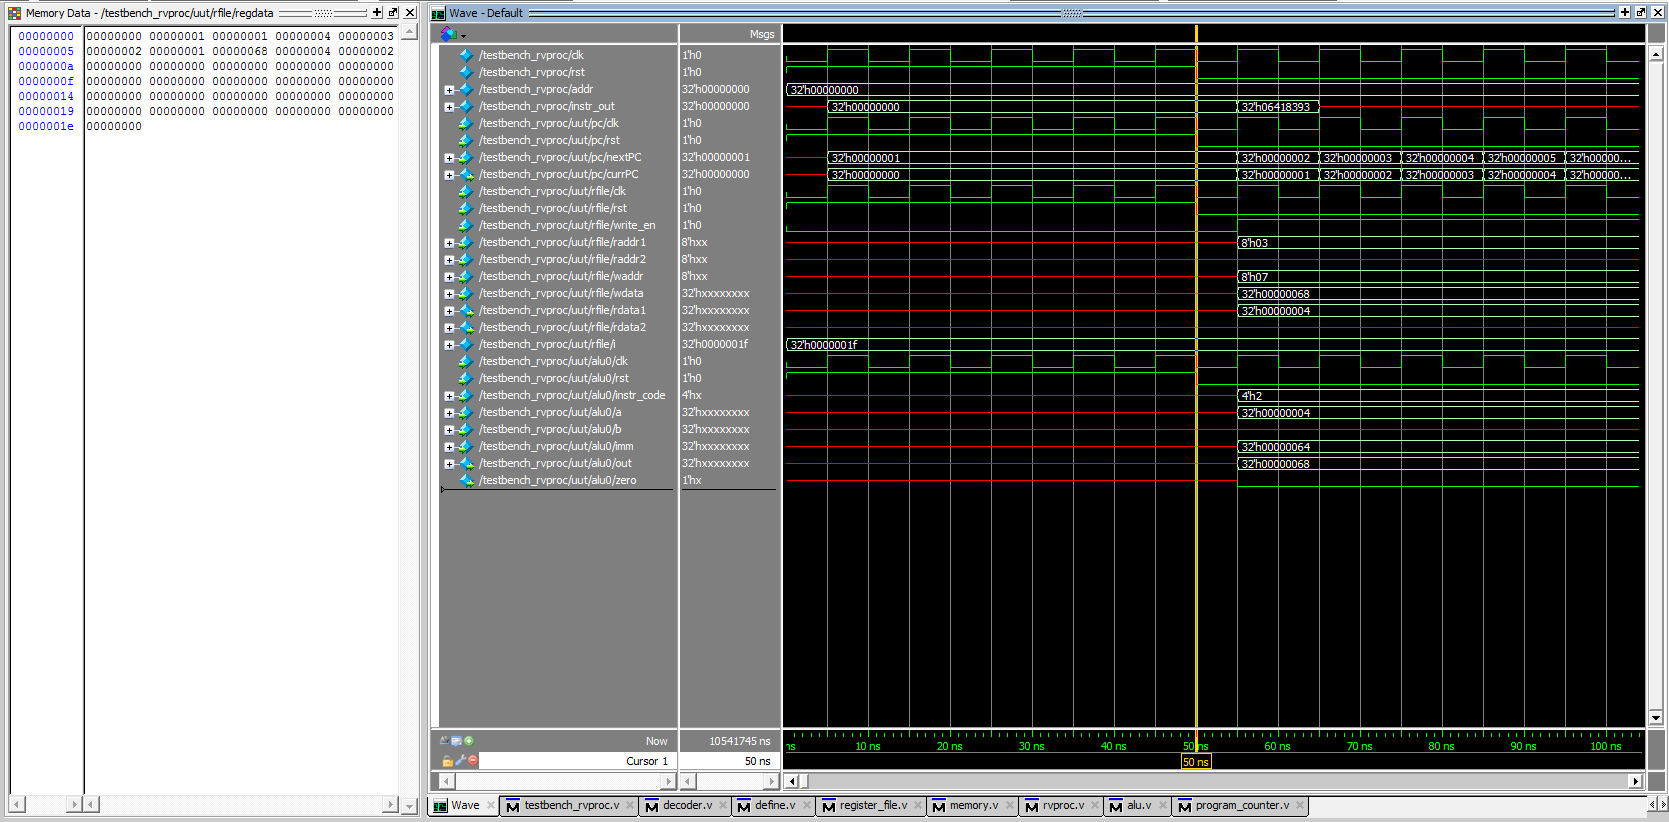 Memory Data - /testbench_rvproc/uut/rfile/regdata
00000000 00000000 00000001 00000001 00000004 00000003
00000005 00000002 00000001 00000068 00000004 00000002
0000000a 00000000 00000000 00000000 00000000 00000000
0000000f 00000000 00000000 00000000 00000000 00000000
00000014 00000000 00000000 00000000 00000000 00000000
00000019 00000000 00000000 00000000 00000000 00000000
0000001e 00000000
Wave - Default
Msgs
/testbench_rvproc/clk 1'h0
/testbench_rvproc/rst 1'h0
/testbench_rvproc/addr 32'h00000000 32'h00000000
/testbench_rvproc/instr_out 32'h00000000 32'h00000000 32'h06418393
/testbench_rvproc/uut/pc/clk 1'h0
/testbench_rvproc/uut/pc/rst 1'h0
/testbench_rvproc/uut/pc/nextPC 32'h00000001 32'h00000001 32'h00000002 32'h00000003 32'h00000004 32'h00000005 32'h00000...
/testbench_rvproc/uut/pc/currPC 32'h00000000 32'h00000000 32'h00000001 32'h00000002 32'h00000003 32'h00000004 32'h00000...
/testbench_rvproc/uut/rfile/clk 1'h0
/testbench_rvproc/uut/rfile/rst 1'h0
/testbench_rvproc/uut/rfile/write_en 1'h0
/testbench_rvproc/uut/rfile/raddr1 8'hxx 8'h03
/testbench_rvproc/uut/rfile/raddr2 8'hxx
/testbench_rvproc/uut/rfile/waddr 8'hxx 8'h07
/testbench_rvproc/uut/rfile/wdata 32'hxxxxxxxx 32'h00000068
/testbench_rvproc/uut/rfile/rdata1 32'hxxxxxxxx 32'h00000004
/testbench_rvproc/uut/rfile/rdata2 32'hxxxxxxxx
/testbench_rvproc/uut/rfile/i 32'h0000001f 32'h0000001f
/testbench_rvproc/uut/alu0/clk 1'h0
/testbench_rvproc/uut/alu0/rst 1'h0
/testbench_rvproc/uut/alu0/instr_code 4'hx 4'h2
/testbench_rvproc/uut/alu0/a 32'hxxxxxxxx 32'h00000004
/testbench_rvproc/uut/alu0/b 32'hxxxxxxxx
/testbench_rvproc/uut/alu0/imm 32'hxxxxxxxx 32'h00000064
/testbench_rvproc/uut/alu0/out 32'hxxxxxxxx 32'h00000068
/testbench_rvproc/uut/alu0/zero 1'hx
Now 10541745 ns ns 10 ns 20 ns 30 ns 40 ns 50 ns 60 ns 70 ns 80 ns 90 ns 100 ns
Cursor 1 50 ns 50 ns
Wave testbench_rvproc.v decoder.v define.v register_file.v memory.v rvproc.v alu.v program_counter.v